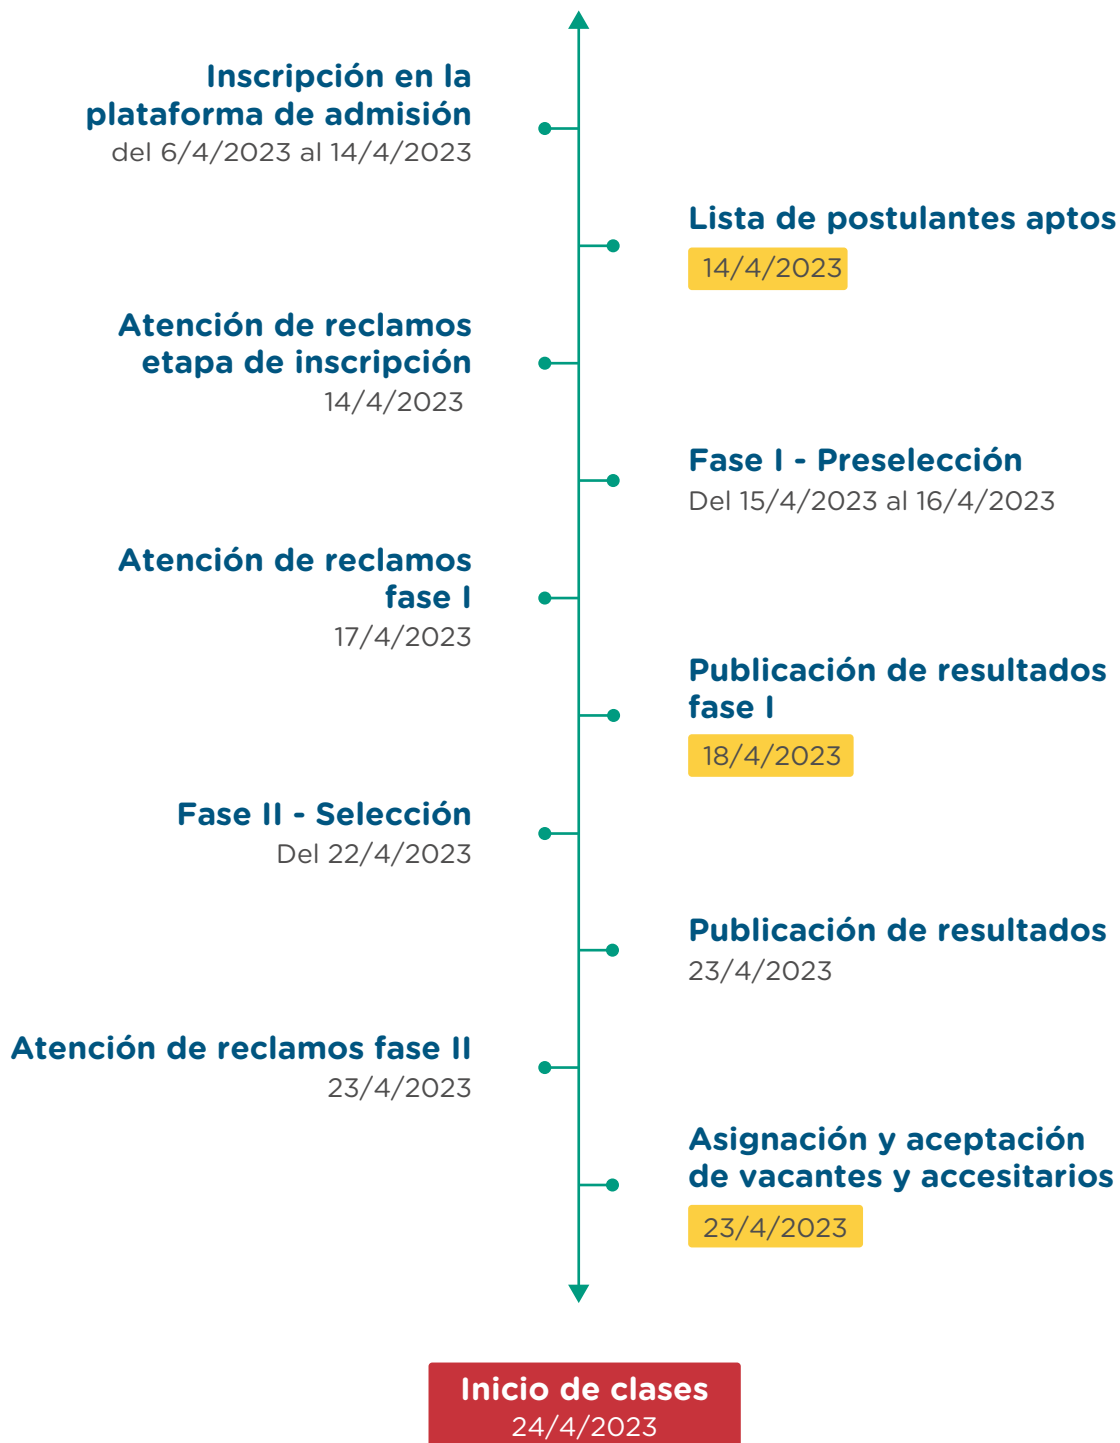 Inscripción en la
plataforma de admisión
del 6/4/2023 al 14/4/2023
Lista de postulantes aptos
14/4/2023
Atención de reclamos
etapa de inscripción
14/4/2023
Fase I - Preselección
Del 15/4/2023 al 16/4/2023
Atención de reclamos
fase I
17/4/2023
Publicación de resultados
fase I
18/4/2023
Fase II - Selección
Del 22/4/2023
Publicación de resultados
23/4/2023
Atención de reclamos fase II
23/4/2023
Asignación y aceptación
de vacantes y accesitarios
23/4/2023
Inicio de clases
24/4/2023